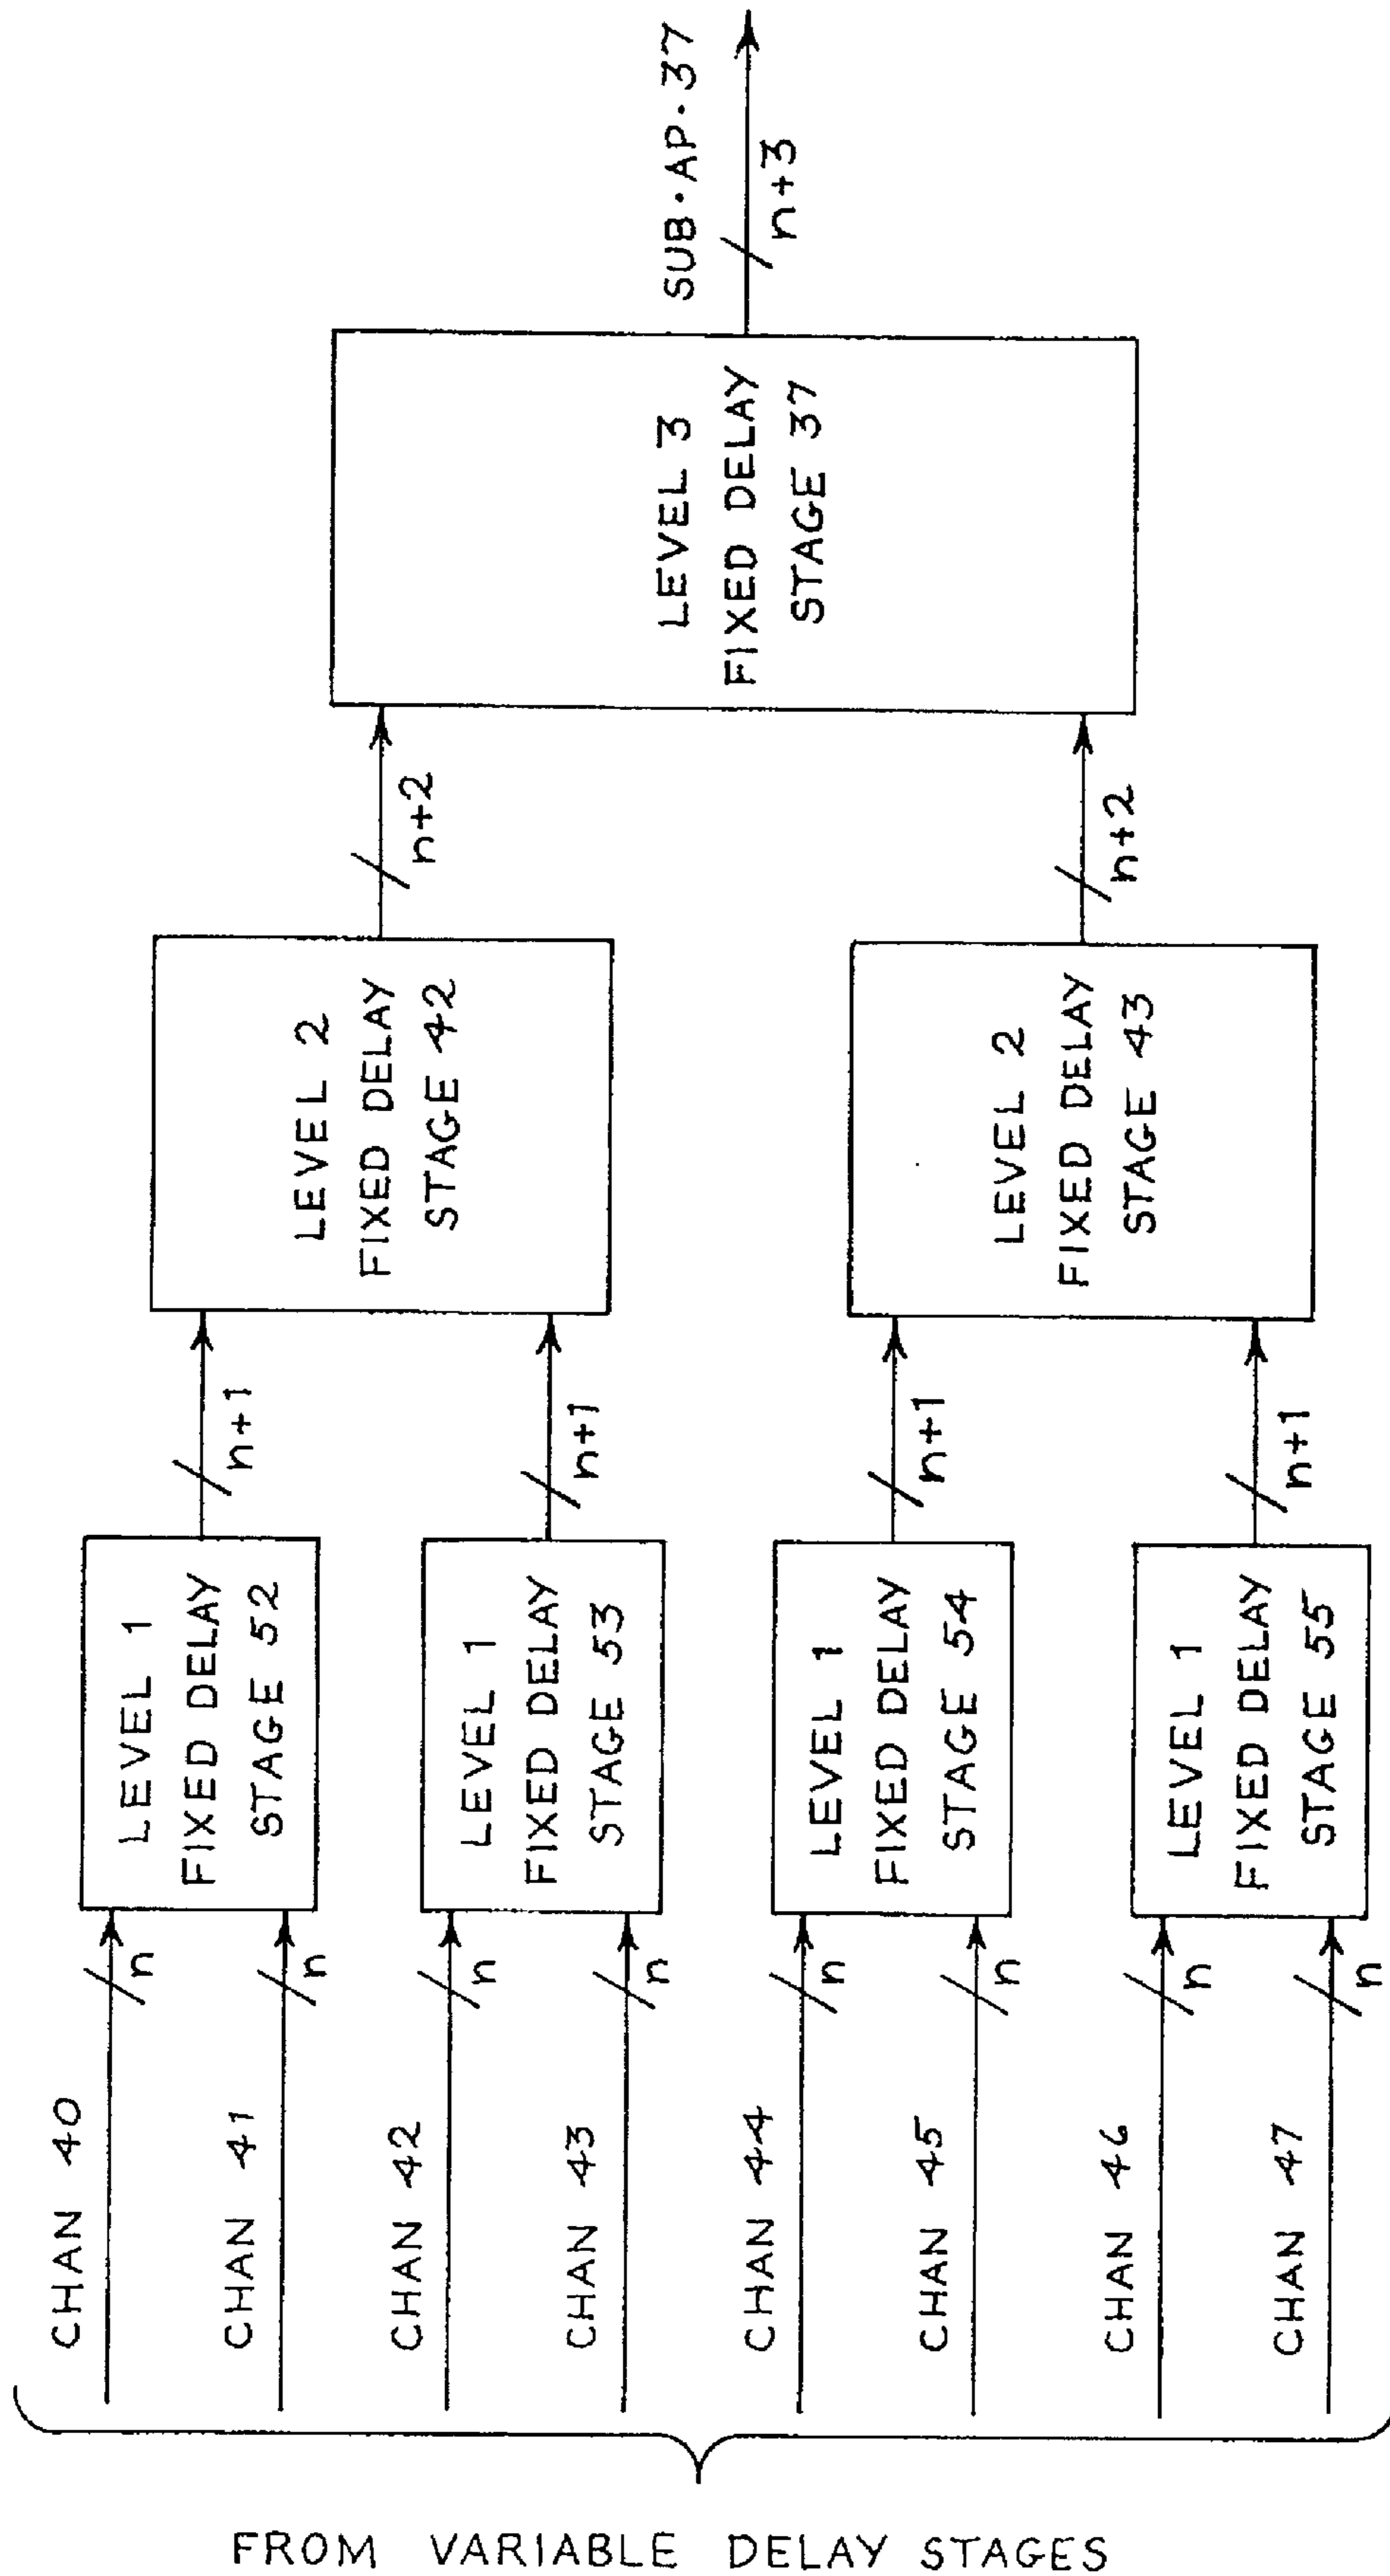 CHAN 40
n
CHAN 41
n
CHAN 42
n
CHAN 43
n
CHAN 44
n
CHAN 45
n
CHAN 46
n
CHAN 47
n
FROM VARIABLE DELAY STAGES
LEVEL 1
FIXED DELAY
STAGE 52
n+1
LEVEL 1
FIXED DELAY
STAGE 53
n+1
LEVEL 1
FIXED DELAY
STAGE 54
n+1
LEVEL 1
FIXED DELAY
STAGE 55
n+1
LEVEL 2
FIXED DELAY
STAGE 42
n+2
LEVEL 2
FIXED DELAY
STAGE 43
n+2
LEVEL 3
FIXED DELAY
STAGE 37
SUB·AP·37
n+3